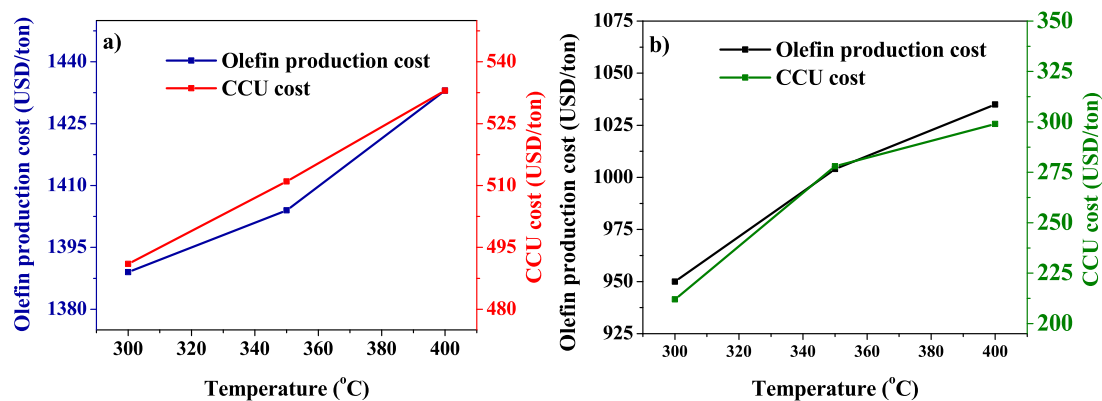 a)
Olefin production cost
CCU cost
Olefin production cost (USD/ton)
1440
1425
1410
1395
1380
CCU cost (USD/ton)
540
525
510
495
480
300 320 340 360 380 400
Temperature (°C)
b)
Olefin production cost
CCU cost
Olefin production cost (USD/ton)
1075
1050
1025
1000
975
950
925
CCU cost (USD/ton)
350
325
300
275
250
225
200
300 320 340 360 380 400
Temperature (°C)